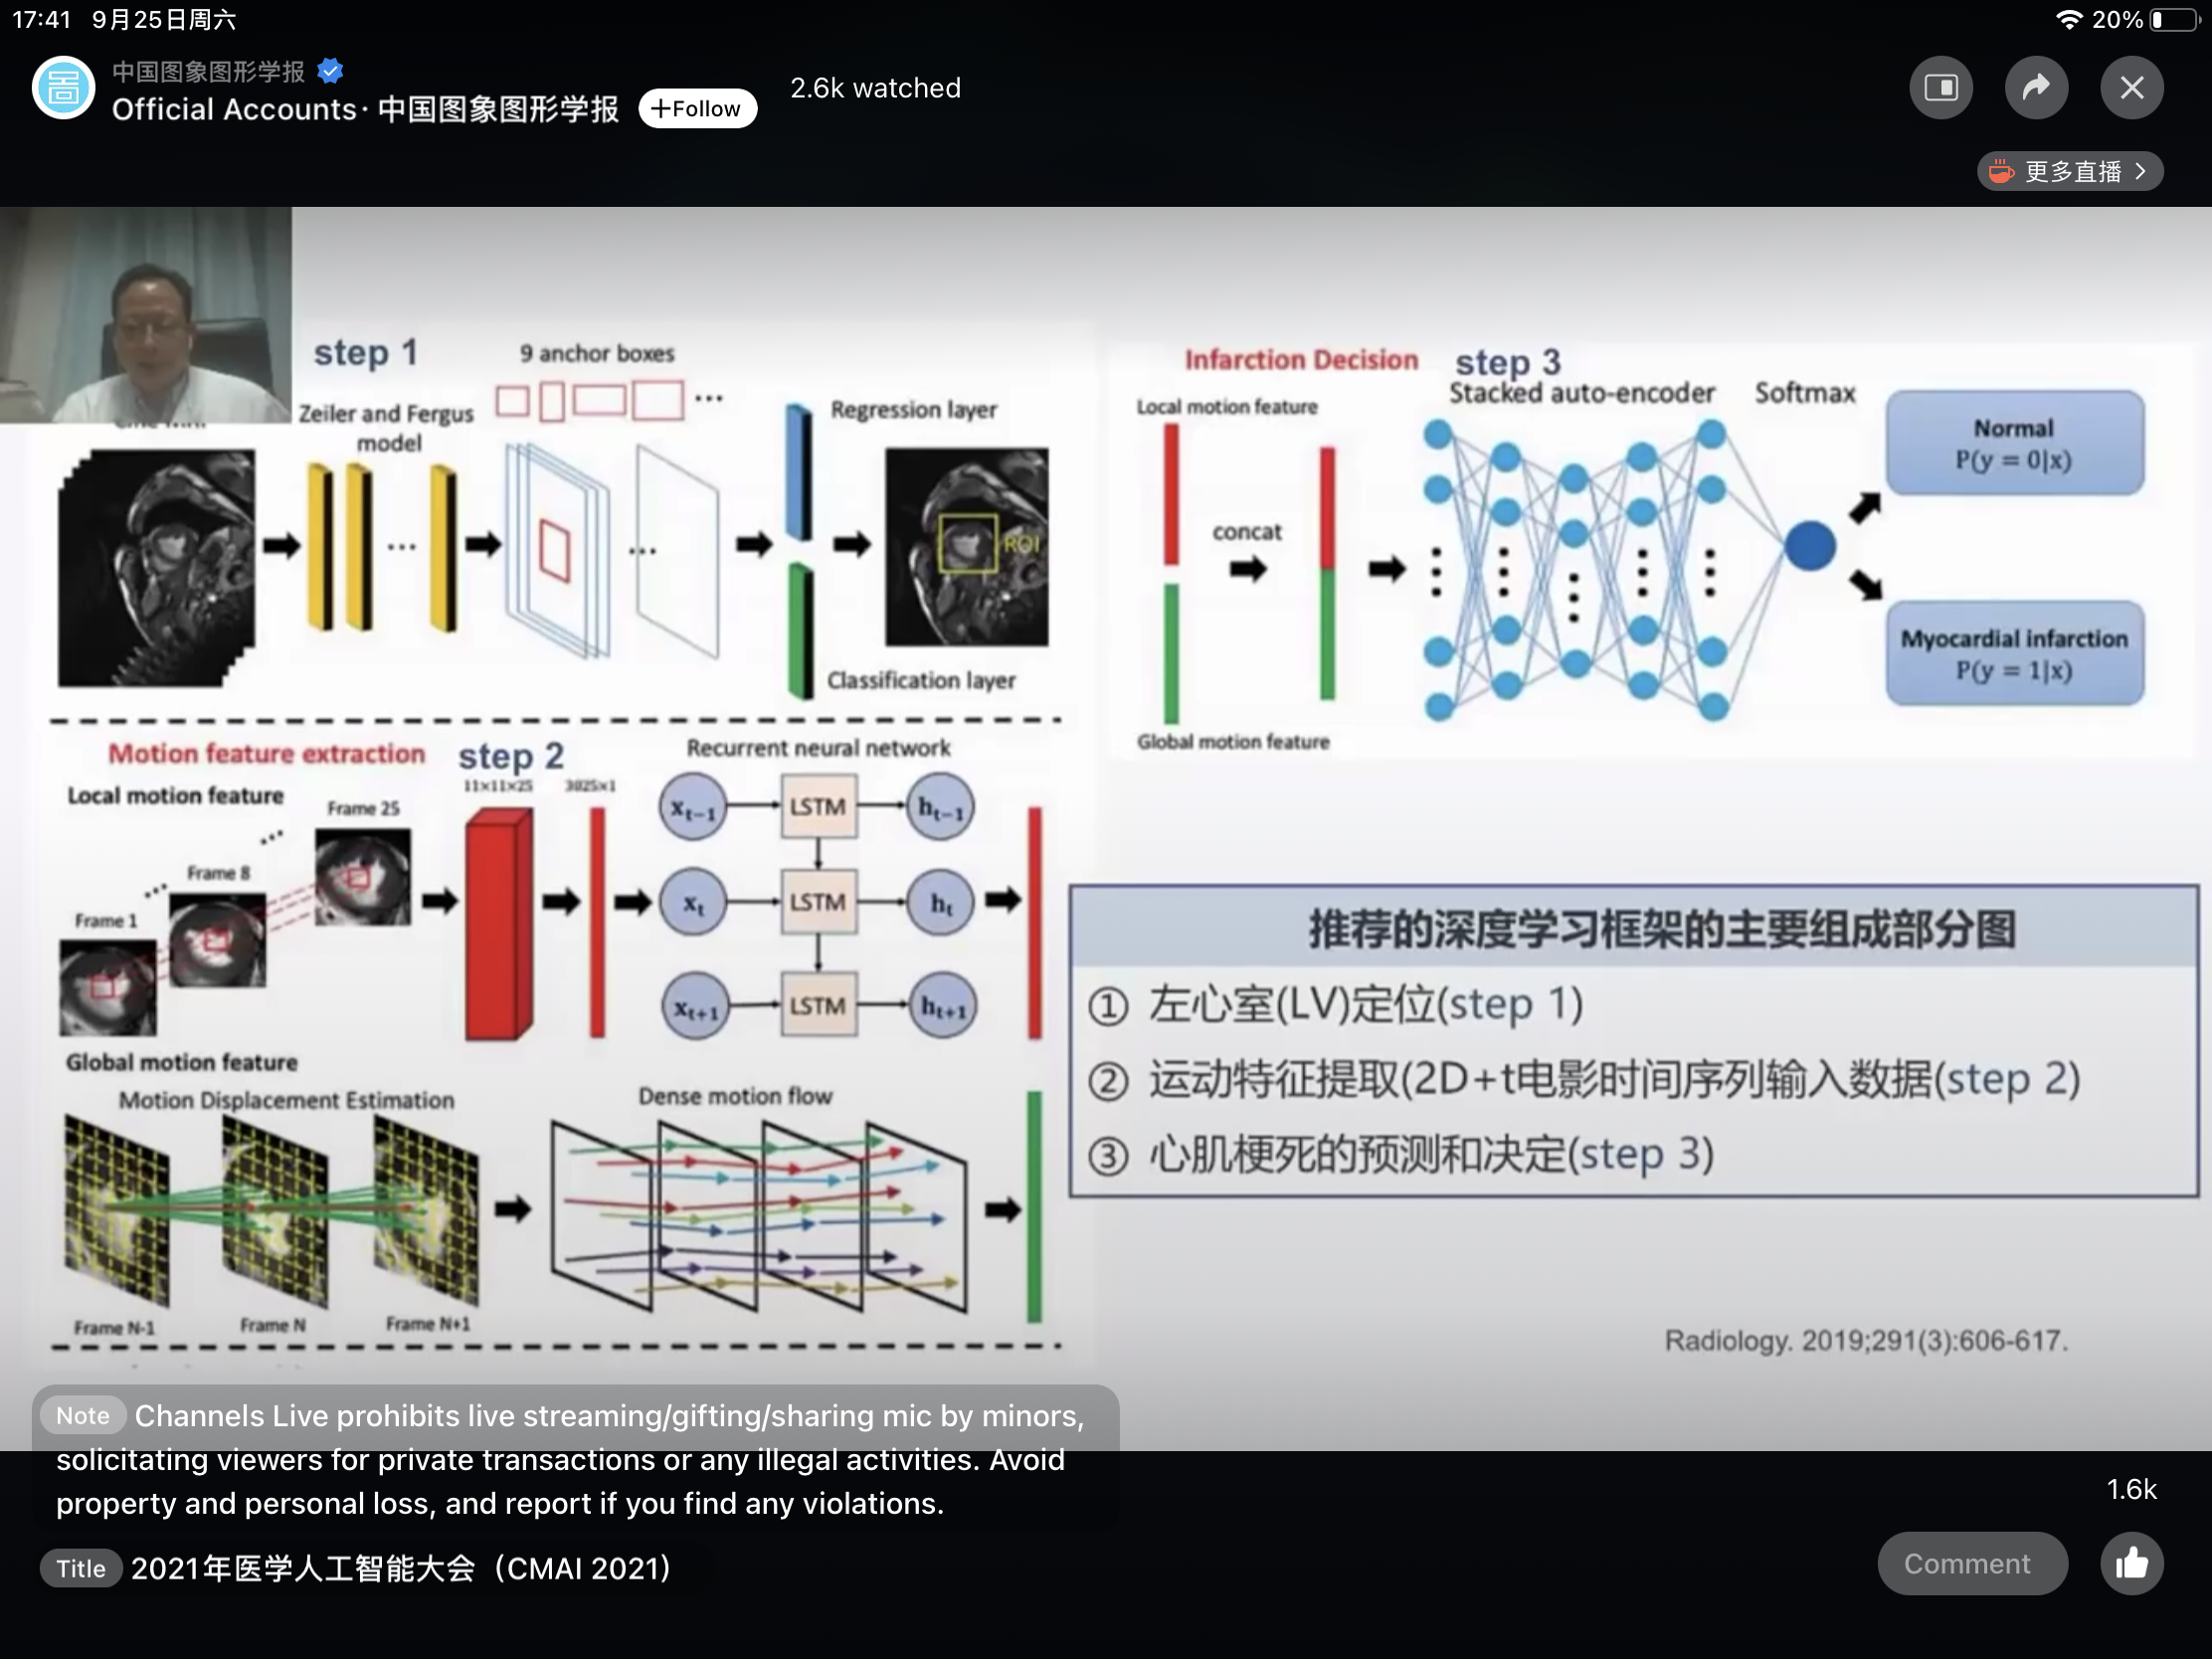 17:41 9月25日周六
20%
中国图象图形学报
Official Accounts· 中国图象图形学报
+Follow
2.6k watched
更多直播 >
step 1
9 anchor boxes
...
Zeiler and Fergus
model
Regression layer
...
...
ROI
Classification layer
Infarction Decision step 3
Stacked auto-encoder Softmax
Local motion feature
concat
Global motion feature
Normal
P(y = 0|x)
Myocardial infarction
P(y = 1|x)
Motion feature extraction step 2
Recurrent neural network
Local motion feature
11×11×25 3025×1
Frame 25
...
Frame 8
...
Frame 1
xt−1 LSTM ht−1
xt LSTM ht
xt+1 LSTM ht+1
Global motion feature
Motion Displacement Estimation
Dense motion flow
Frame N-1 Frame N Frame N+1
推荐的深度学习框架的主要组成部分图
① 左心室(LV)定位(step 1)
② 运动特征提取(2D+t电影时间序列输入数据(step 2)
③ 心肌梗死的预测和决定(step 3)
Radiology. 2019;291(3):606-617.
Note Channels Live prohibits live streaming/gifting/sharing mic by minors,
solicitating viewers for private transactions or any illegal activities. Avoid
property and personal loss, and report if you find any violations.
Title 2021年医学人工智能大会（CMAI 2021）
1.6k
Comment